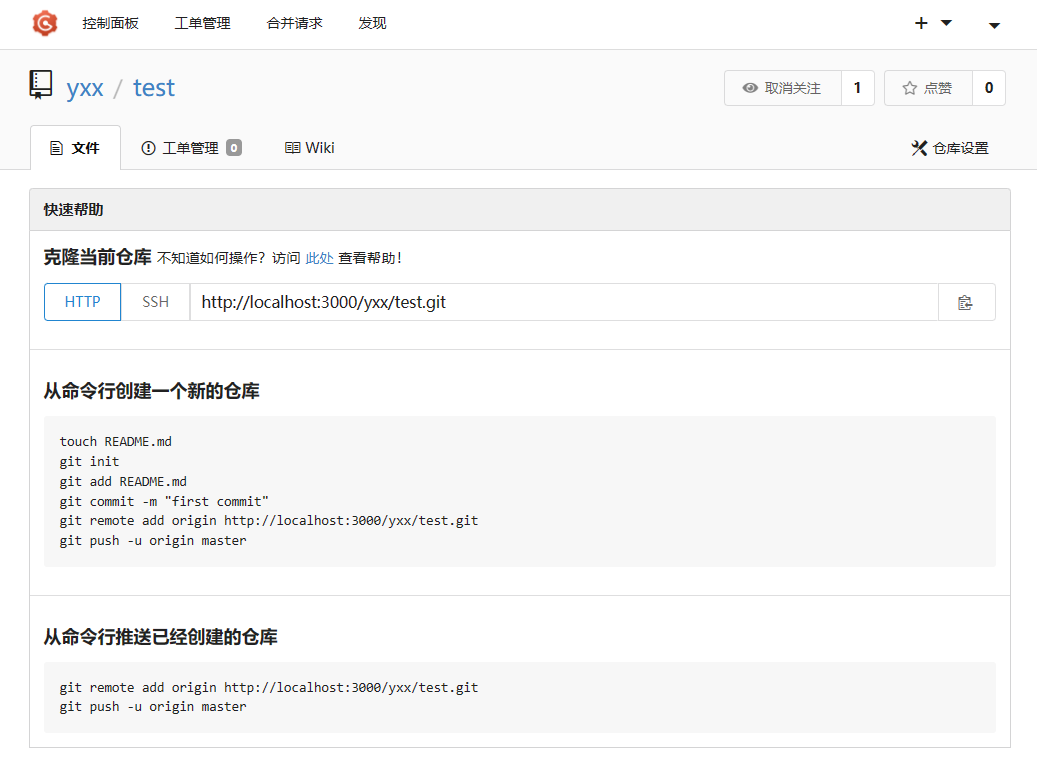 控制面板 工单管理 合并请求 发现
yxx / test 取消关注 1 点赞 0
文件 工单管理 0 Wiki 仓库设置
快速帮助
克隆当前仓库 不知道如何操作？访问 此处 查看帮助！
HTTP SSH http://localhost:3000/yxx/test.git
从命令行创建一个新的仓库
touch README.md
git init
git add README.md
git commit -m "first commit"
git remote add origin http://localhost:3000/yxx/test.git
git push -u origin master
从命令行推送已经创建的仓库
git remote add origin http://localhost:3000/yxx/test.git
git push -u origin master